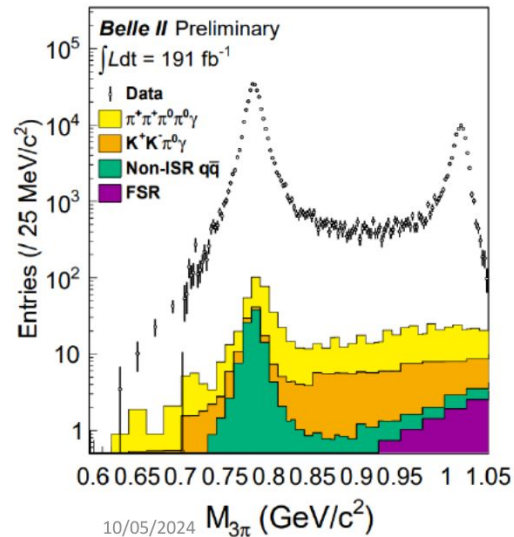 Belle II Preliminary
∫Ldt = 191 fb⁻¹
Data
π⁺π⁺π⁰π⁰γ
K⁺K⁻π⁰γ
Non-ISR qq̅
FSR
Entries (/ 25 MeV/c²)
10⁵
10⁴
10³
10²
10
1
0.6 0.65 0.7 0.75 0.8 0.85 0.9 0.95 1 1.05
10/05/2024
M₃π (GeV/c²)